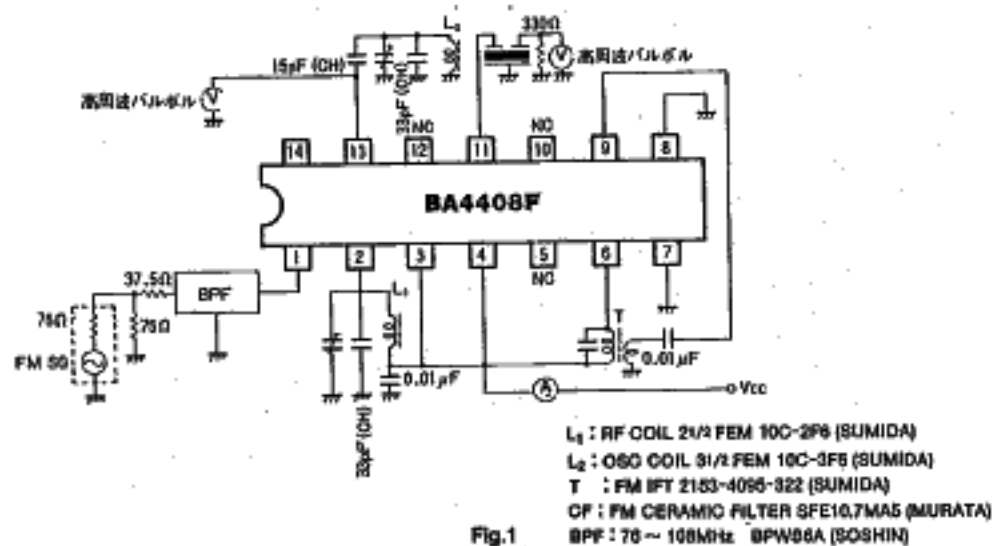 L₂
330Ω
15pF (CH)
33pF (CH)
高周波バルボル
高周波バルボル
NC
NC
14
13
12
11
10
9
8
BA4408F
1
2
3
4
5
6
7
NC
37.5Ω
BPF
L₁
75Ω
75Ω
FM SG
T
0.01μF
0.01μF
33pF (CH)
A
Vcc
L₁ : RF COIL 2 1/2 FEM 10C-2F6 (SUMIDA)
L₂ : OSC COIL 3 1/2 FEM 10C-3F5 (SUMIDA)
T : FM IFT 2153-4095-322 (SUMIDA)
CF : FM CERAMIC FILTER SFE10.7MA5 (MURATA)
Fig.1
BPF : 76 ~ 108MHz BPWB6A (SOSHIN)